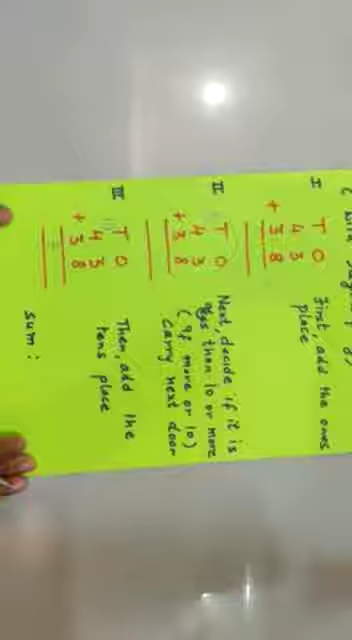 I
T O
4 3
+ 3 8
First, add the ones
place
II
T O
4 3
+ 3 8
Next, decide if it is
less than 10 or more
( If more or 10 )
carry next door
III
T O
4 3
+ 3 8
Then, add the
tens place
sum :